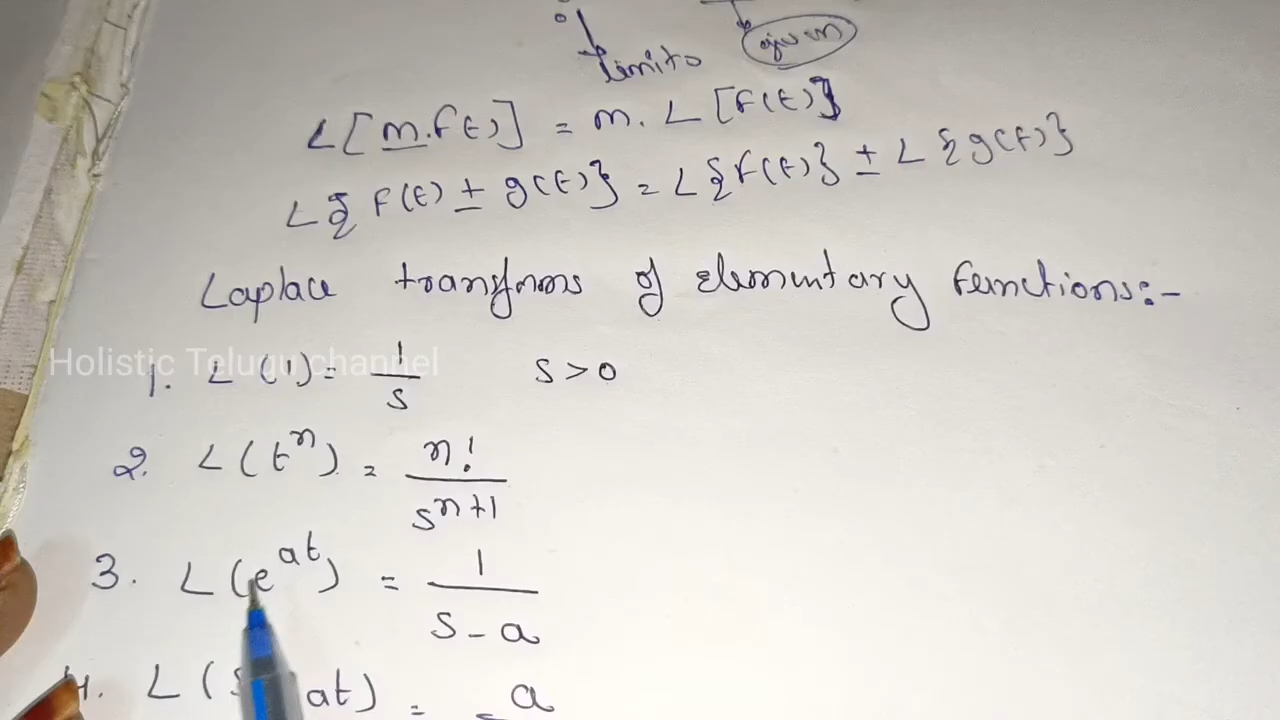 limits given
L[m.f(t)] = m. L[f(t)}
L{f(t) ± g(t)} = L{f(t)} ± L{g(t)}
Laplace transforms of elementary functions:-
Holistic Telugu channel
1. L(1) = 1/s s>0
2. L(t^n) = n!/s^(n+1)
3. L(e^at) = 1/(s-a)
4. L( at) = a